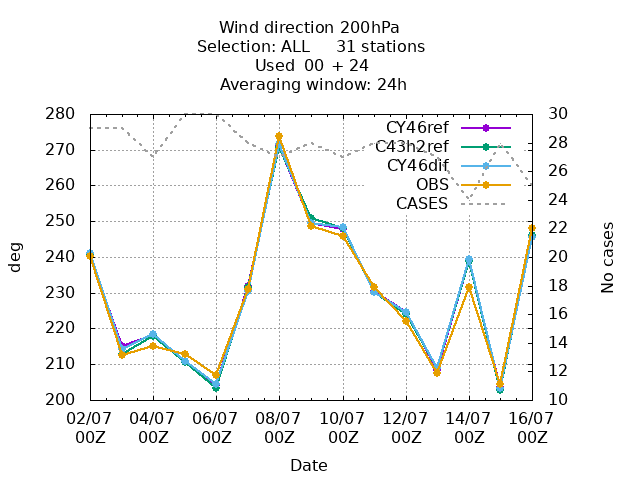 Wind direction 200hPa
Selection: ALL 31 stations
Used 00 + 24
Averaging window: 24h
280 30
270 28
260 26
250 24
240 22
230 20
220 18
210 16
200 14
12
10
CY46ref
C43h2ref
CY46dif
OBS
CASES
deg
No cases
02/07 04/07 06/07 08/07 10/07 12/07 14/07 16/07
00Z 00Z 00Z 00Z 00Z 00Z 00Z 00Z
Date